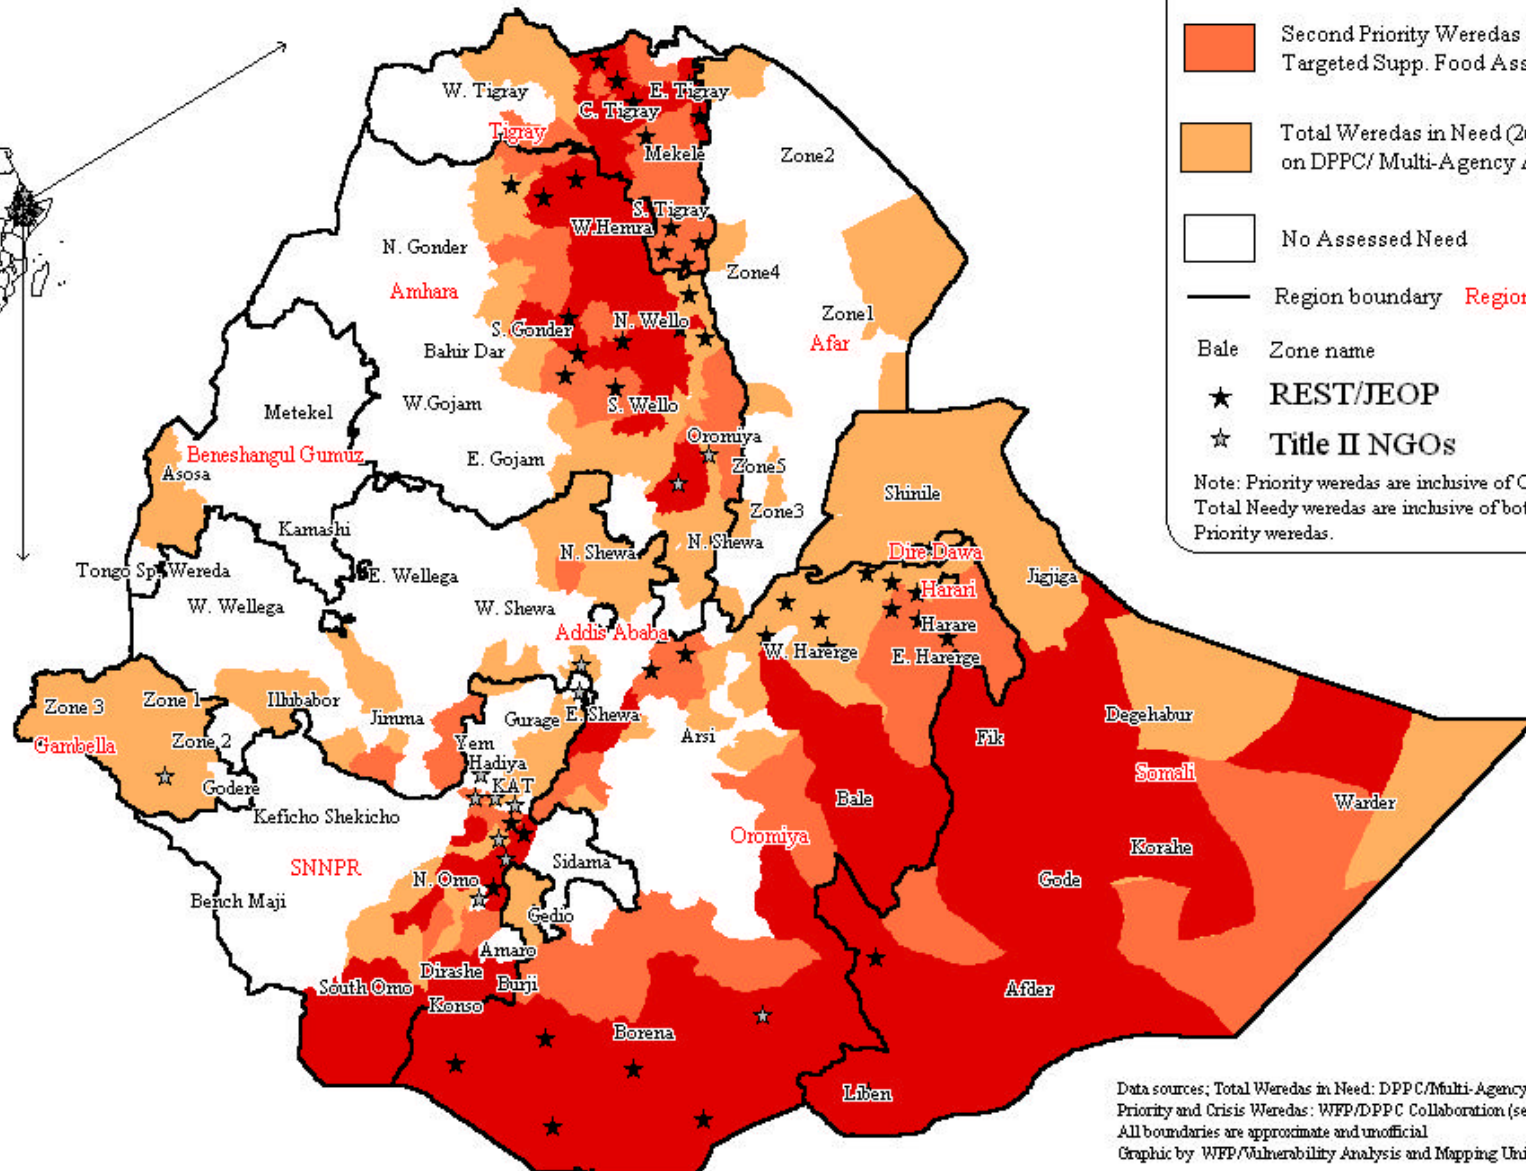 Second Priority Weredas
Targeted Supp. Food Ass
Total Weredas in Need (2
on DPPC/ Multi-Agency A
No Assessed Need
Region boundary Region
Bale Zone name
REST/JEOP
Title II NGOs
Note: Priority weredas are inclusive of C
Total Needy weredas are inclusive of bot
Priority weredas.
W. Tigray
E. Tigray
C. Tigray
Tigray
Mekele
Zone2
S. Tigray
W.Hemra
N. Gonder
Zone4
Amhara
Zone1
N. Wello
S. Gonder
Afar
Bahir Dar
W.Gojam
S. Wello
Metekel
Oromiya
Beneshangul Gumuz
E. Gojam
Zone5
Asosa
Shinile
Zone3
Kamashi
N. Shewa
N. Shewa
Dire Dawa
Tongo Sp. Wereda
E. Wellega
Jigjiga
Harari
W. Wellega
W. Shewa
Harare
Addis Ababa
W. Harerge
E. Harerge
Zone 3
Zone 1
Illubabor
Jimma
Gurage
E. Shewa
Degehabur
Arsi
Fik
Gambella
Zone 2
Yem
Hadiya
Somali
Godere
KAT
Bale
Warder
Keficho Shekicho
Oromiya
Korahe
SNNPR
Sidama
N. Omo
Gode
Bench Maji
Gedio
Amaro
Dirashe
Burji
South Omo
Afder
Konso
Borena
Liben
Data sources; Total Weredas in Need: DPPC/Multi-Agency
Priority and Crisis Weredas: WFP/DPPC Collaboration (se
All boundaries are approximate and unofficial
Graphic by WFP/Vulnerability Analysis and Mapping Uni